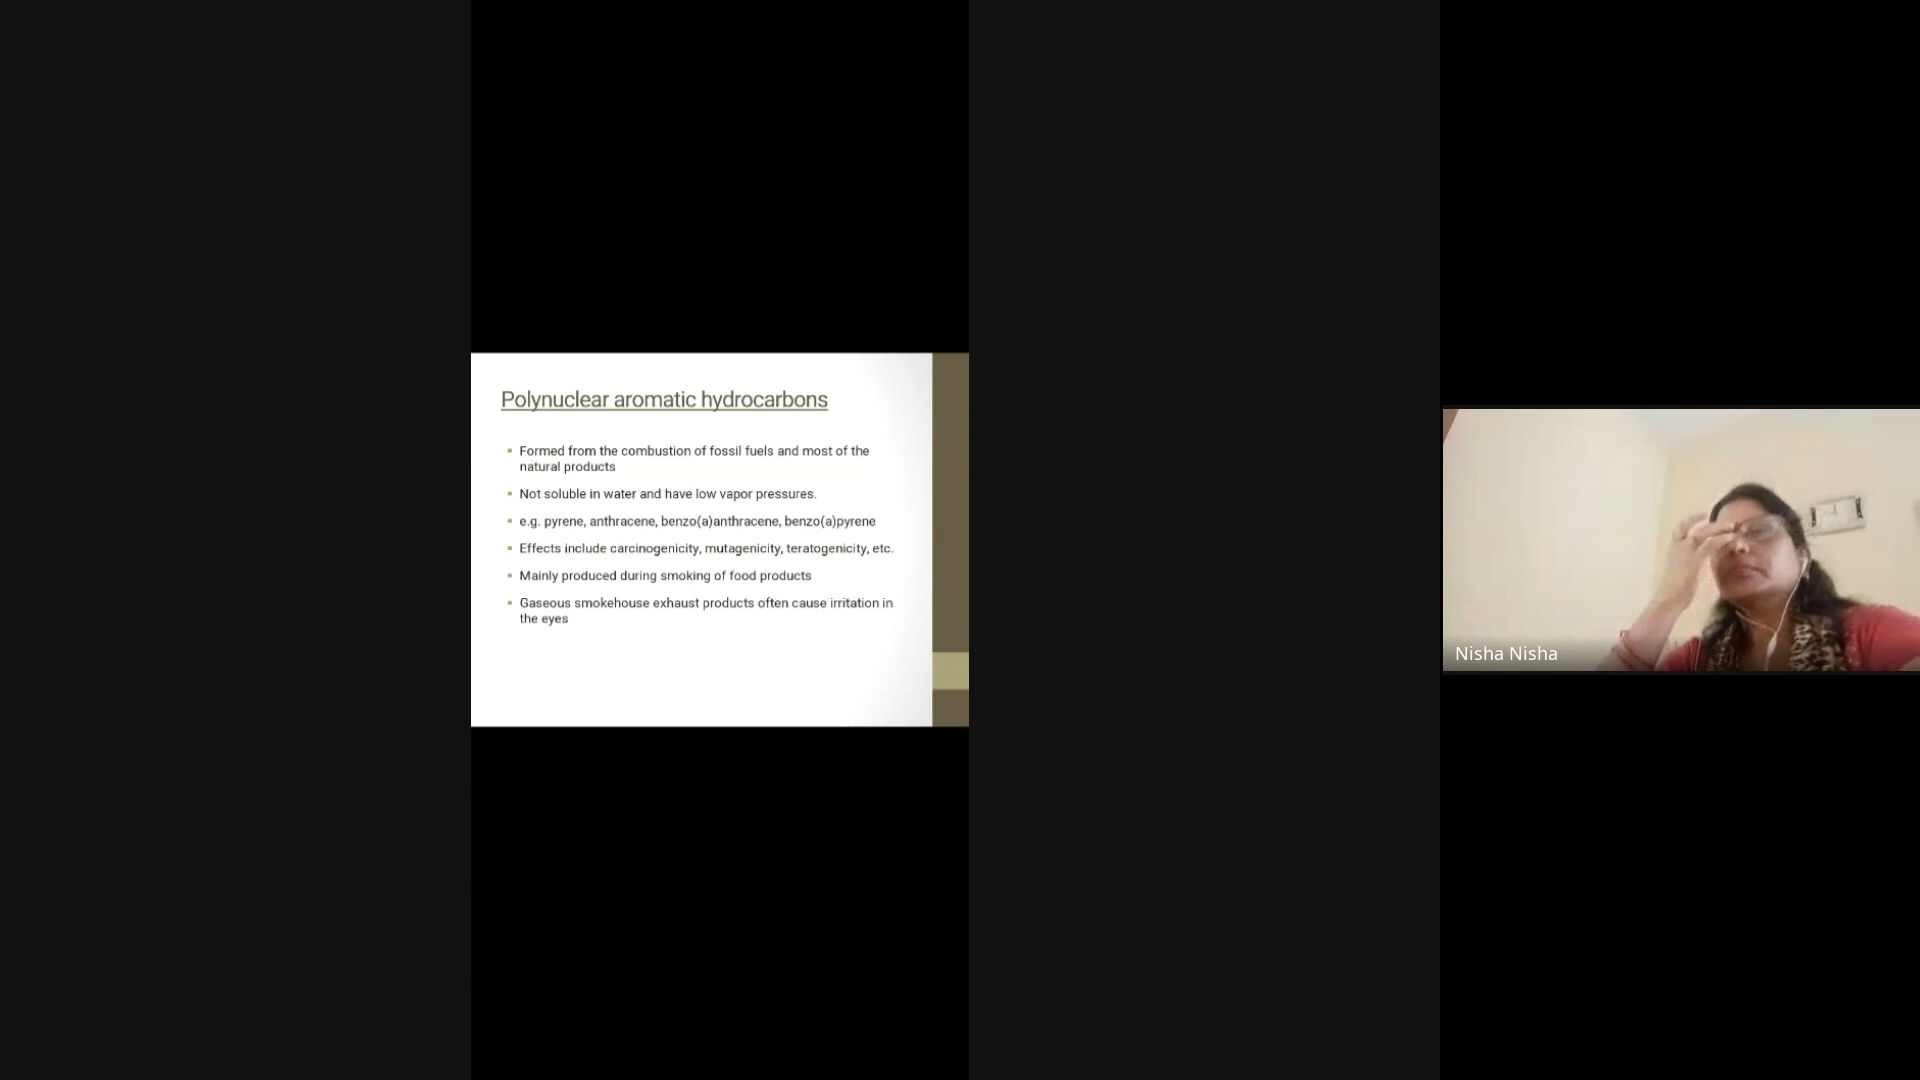 Polynuclear aromatic hydrocarbons
Formed from the combustion of fossil fuels and most of the
natural products
Not soluble in water and have low vapor pressures.
e.g. pyrene, anthracene, benzo(a)anthracene, benzo(a)pyrene
Effects include carcinogenicity, mutagenicity, teratogenicity, etc.
Mainly produced during smoking of food products
Gaseous smokehouse exhaust products often cause irritation in
the eyes
Nisha Nisha